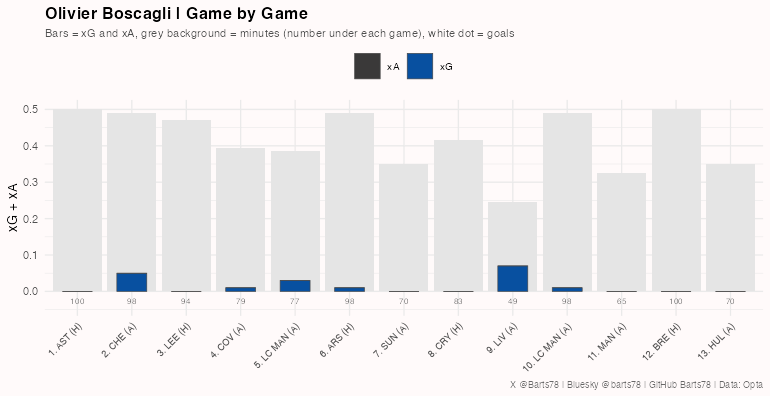 Olivier Boscagli | Game by Game
Bars = xG and xA, grey background = minutes (number under each game), white dot = goals
xA xG
xG + xA
0.5
0.4
0.3
0.2
0.1
0.0
100 98 94 79 77 98 70 83 49 98 65 100 70
1. AST (H)
2. CHE (A)
3. LEE (H)
4. COV (A)
5. LC MAN (A)
6. ARS (H)
7. SUN (A)
8. CRY (H)
9. LIV (A)
10. LC MAN (A)
11. MAN (A)
12. BRE (H)
13. HUL (A)
X @Barts78 | Bluesky @barts78 | GitHub Barts78 | Data: Opta